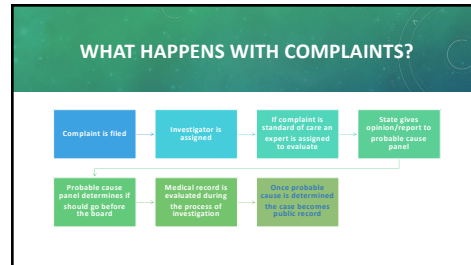 WHAT HAPPENS WITH COMPLAINTS?
Complaint is filed
Investigator is
assigned
If complaint is
standard of care an
expert is assigned
to evaluate
State gives
opinion/report to
probable cause
panel
Probable cause
panel determines if
should go before
the board
Medical record is
evaluated during
the process of
investigation
Once probable
cause is determined
the case becomes
public record